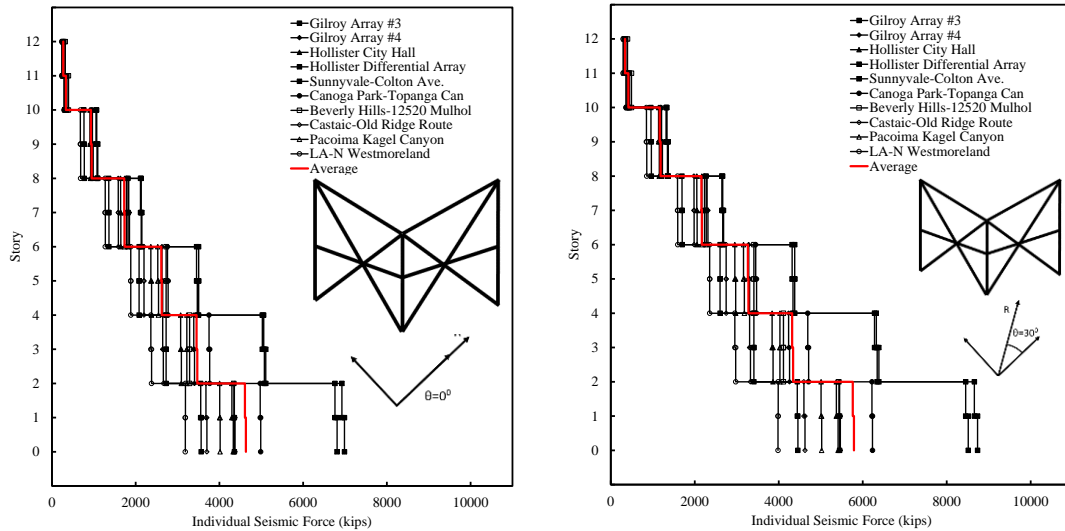 Gilroy Array #3
Gilroy Array #4
Hollister City Hall
Hollister Differential Array
Sunnyvale-Colton Ave.
Canoga Park-Topanga Can
Beverly Hills-12520 Mulhol
Castaic-Old Ridge Route
Pacoima Kagel Canyon
LA-N Westmoreland
Average
12
11
10
9
8
7
6
5
4
3
2
1
0
Story
θ=0⁰
0 2000 4000 6000 8000 10000
Individual Seismic Force (kips)
Gilroy Array #3
Gilroy Array #4
Hollister City Hall
Hollister Differential Array
Sunnyvale-Colton Ave.
Canoga Park-Topanga Can
Beverly Hills-12520 Mulhol
Castaic-Old Ridge Route
Pacoima Kagel Canyon
LA-N Westmoreland
Average
12
11
10
9
8
7
6
5
4
3
2
1
0
Story
R
θ=30⁰
0 2000 4000 6000 8000 10000
Individual Seismic Force (kips)